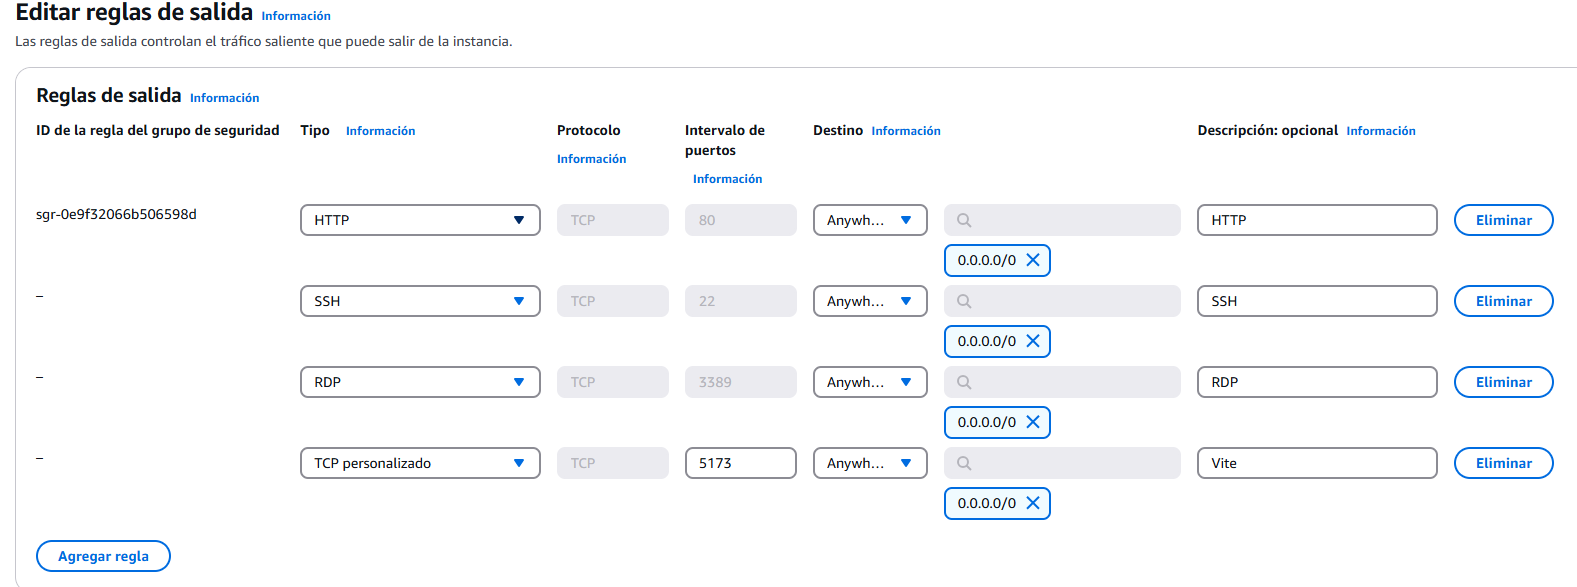 Editar reglas de salida Información
Las reglas de salida controlan el tráfico saliente que puede salir de la instancia.
Reglas de salida Información
ID de la regla del grupo de seguridad Tipo Información Protocolo Información Intervalo de puertos Información Destino Información Descripción: opcional Información
sgr-0e9f32066b506598d HTTP TCP 80 Anywh... HTTP Eliminar
0.0.0.0/0
– SSH TCP 22 Anywh... SSH Eliminar
0.0.0.0/0
– RDP TCP 3389 Anywh... RDP Eliminar
0.0.0.0/0
– TCP personalizado TCP 5173 Anywh... Vite Eliminar
0.0.0.0/0
Agregar regla